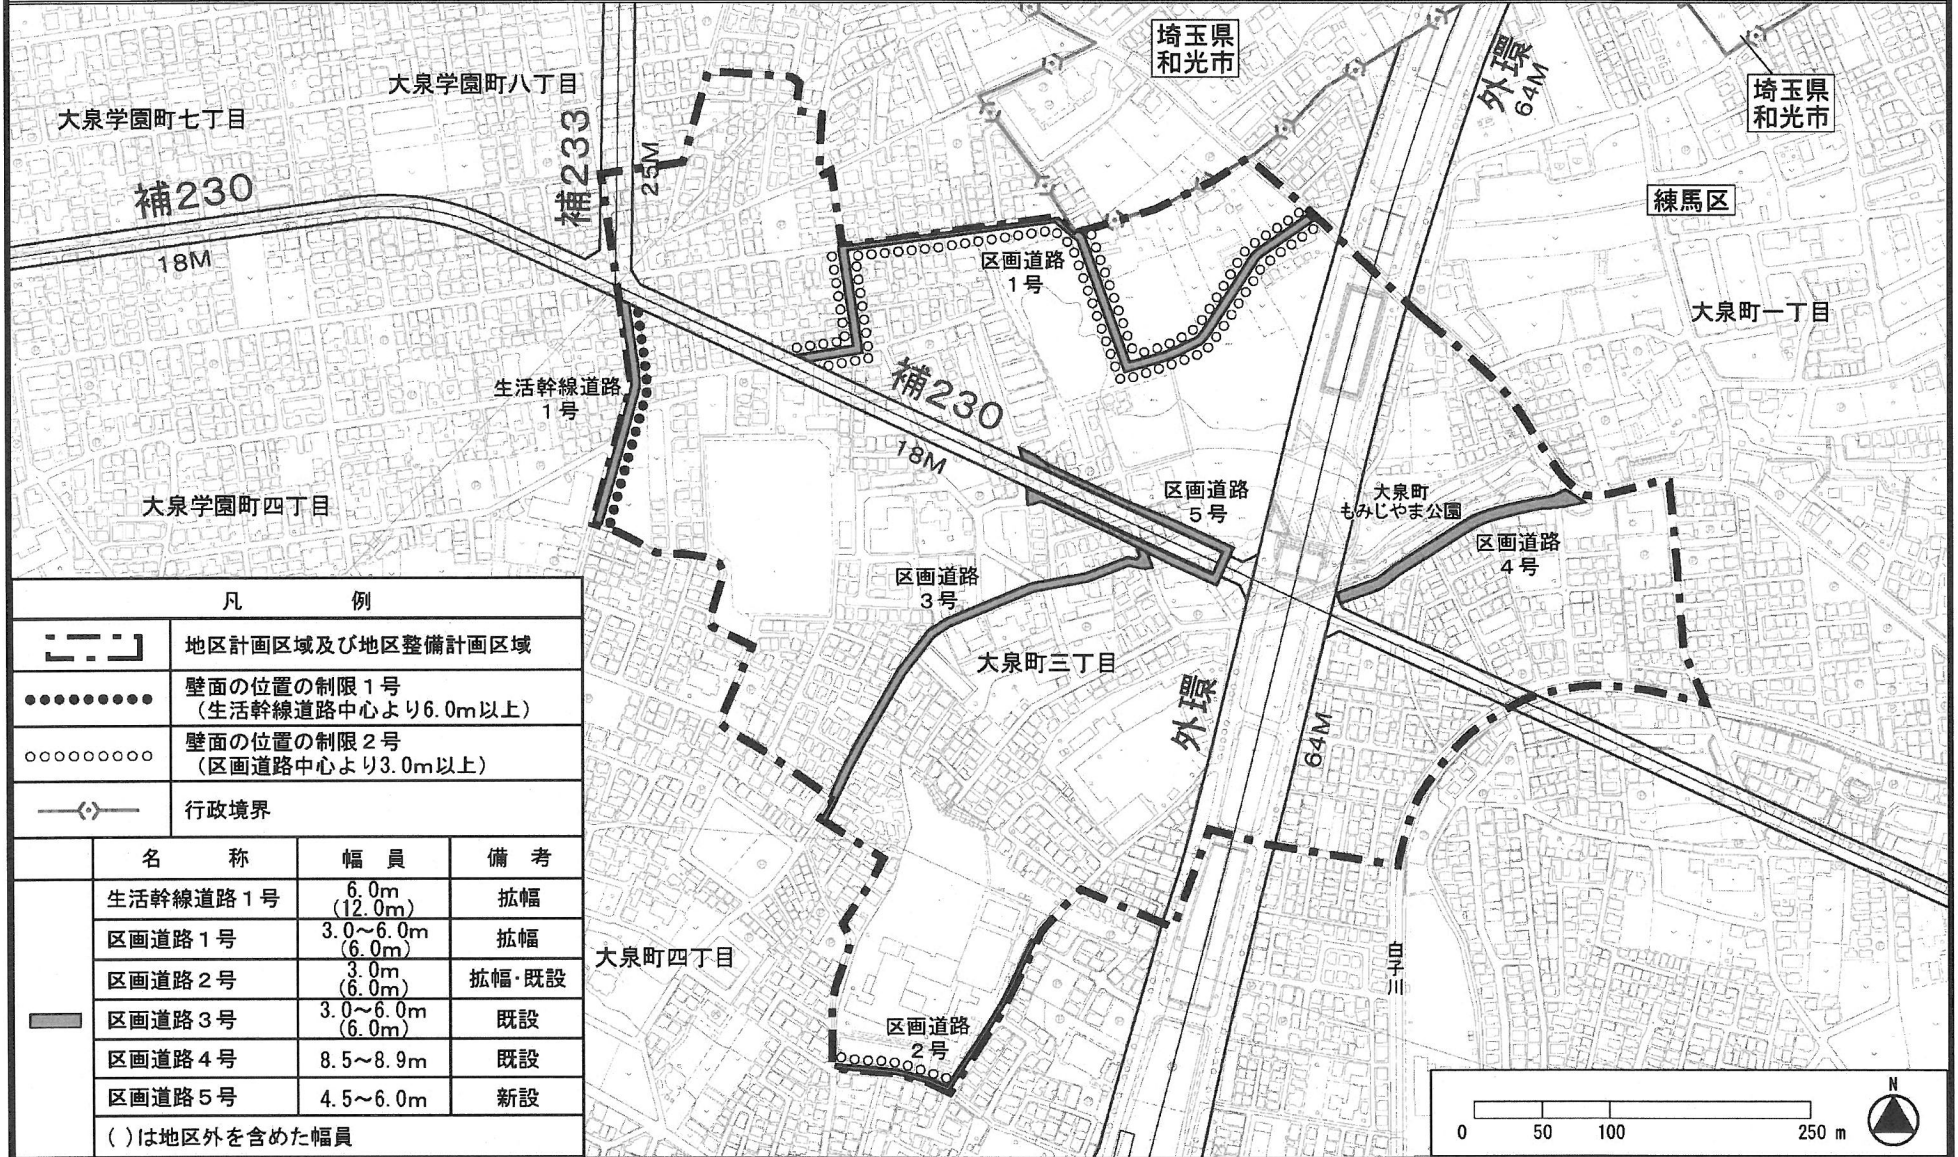 埼玉県
和光市
外環
64M
埼玉県
和光市
大泉学園町八丁目
大泉学園町七丁目
補233
25M
補230
18M
練馬区
区画道路
1号
大泉町一丁目
生活幹線道路
1号
補230
18M
大泉学園町四丁目
区画道路
5号
大泉町
もみじやま公園
区画道路
4号
区画道路
3号
大泉町三丁目
外環
64M
大泉町四丁目
白子川
区画道路
2号
凡　例
地区計画区域及び地区整備計画区域
壁面の位置の制限1号
（生活幹線道路中心より6.0m以上）
壁面の位置の制限2号
（区画道路中心より3.0m以上）
行政境界
名　称　幅　員　備　考
生活幹線道路1号　6.0m (12.0m)　拡幅
区画道路1号　3.0～6.0m (6.0m)　拡幅
区画道路2号　3.0m (6.0m)　拡幅・既設
区画道路3号　3.0～6.0m (6.0m)　既設
区画道路4号　8.5～8.9m　既設
区画道路5号　4.5～6.0m　新設
( )は地区外を含めた幅員
N
0　50　100　250 m